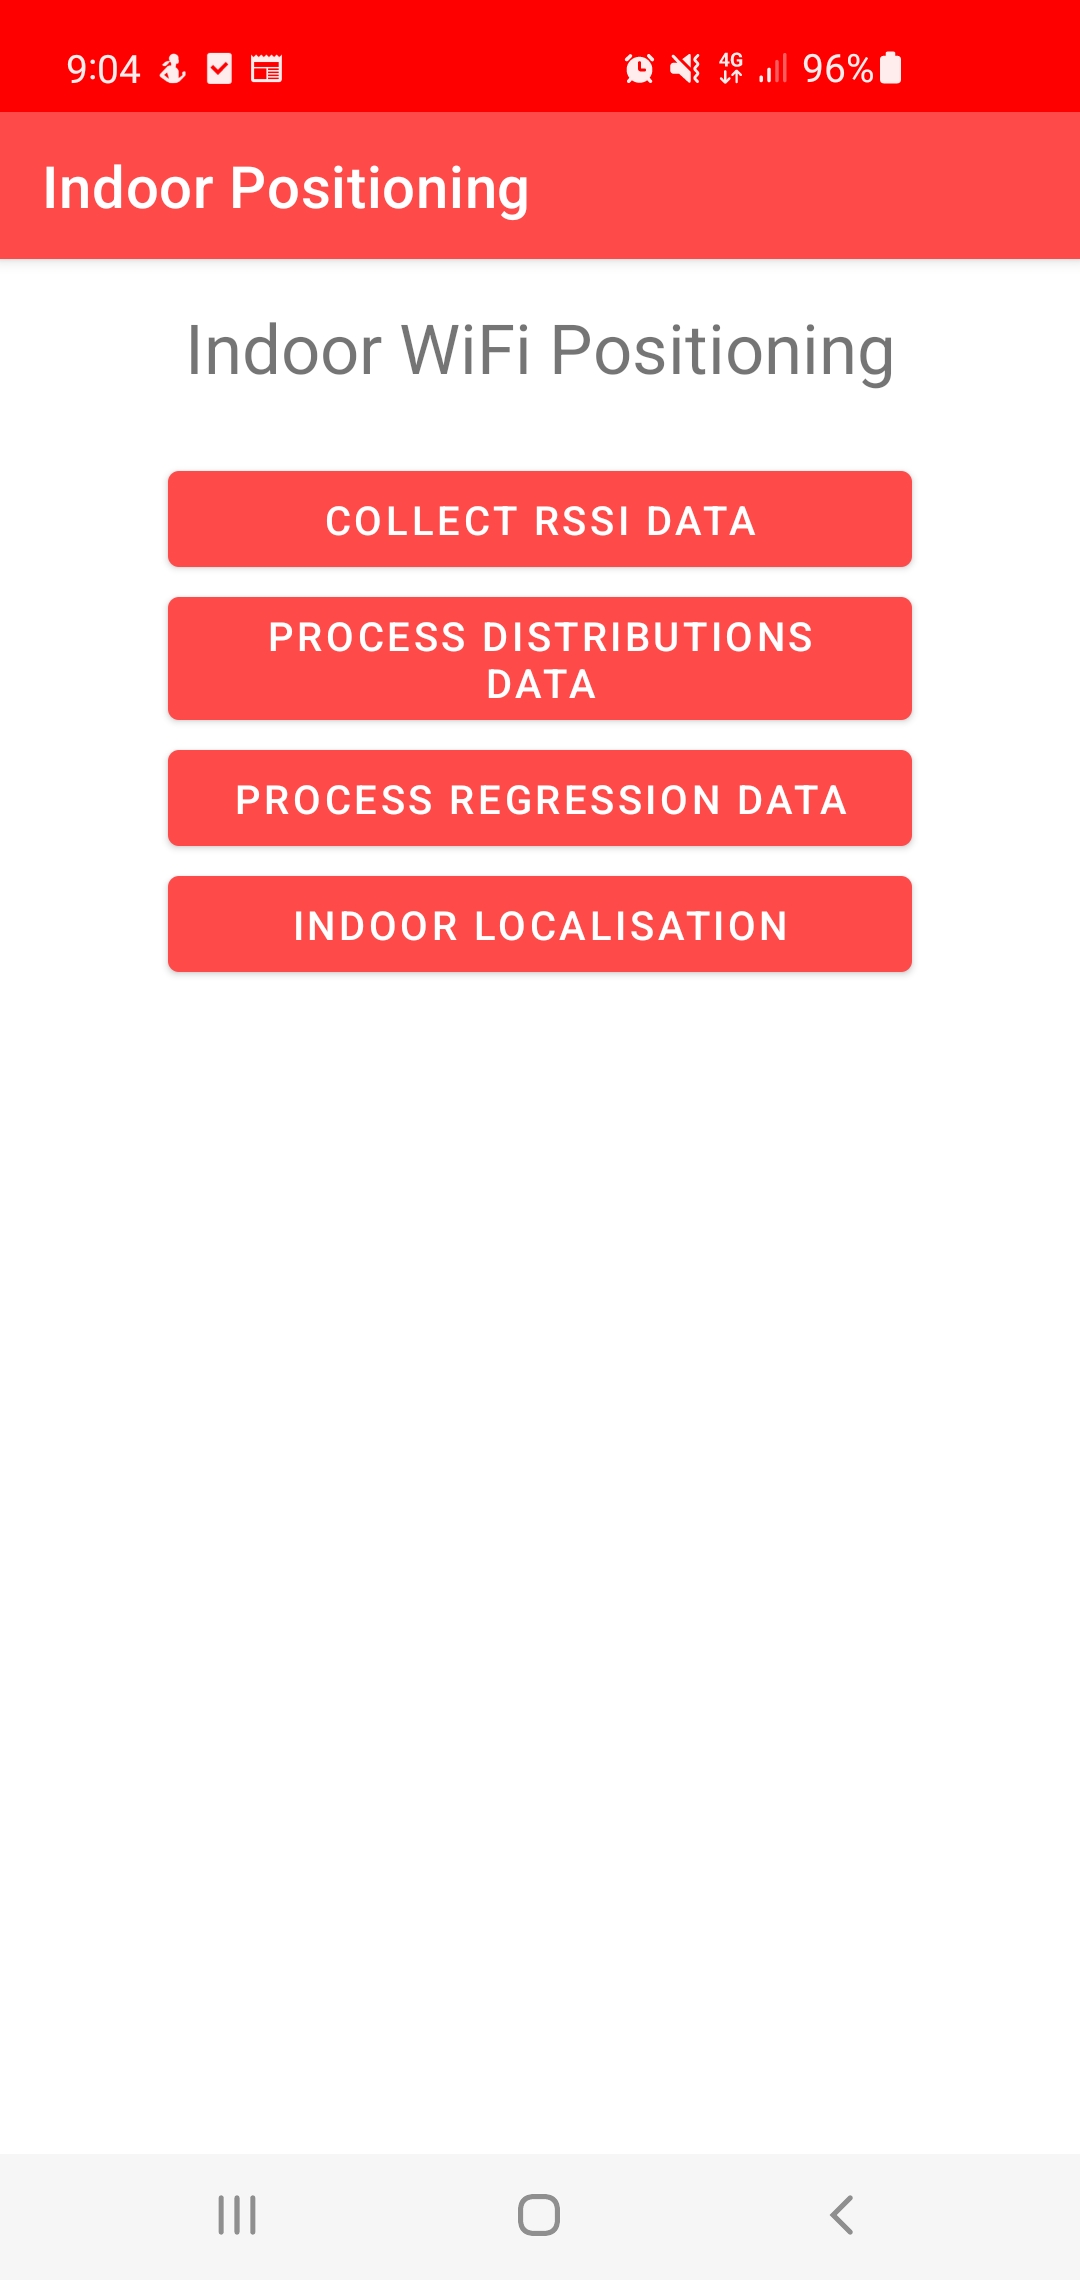 9:04 4G 96%
Indoor Positioning
Indoor WiFi Positioning
COLLECT RSSI DATA
PROCESS DISTRIBUTIONS
DATA
PROCESS REGRESSION DATA
INDOOR LOCALISATION